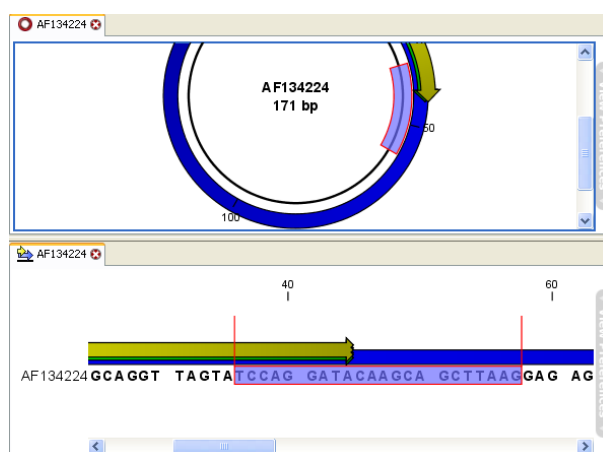 AF134224
AF134224
171 bp
50
100
AF134224
40
60
AF134224 GCAGGT TAGTATCCAG GATACAAGCA GCTTAAGGAG AG